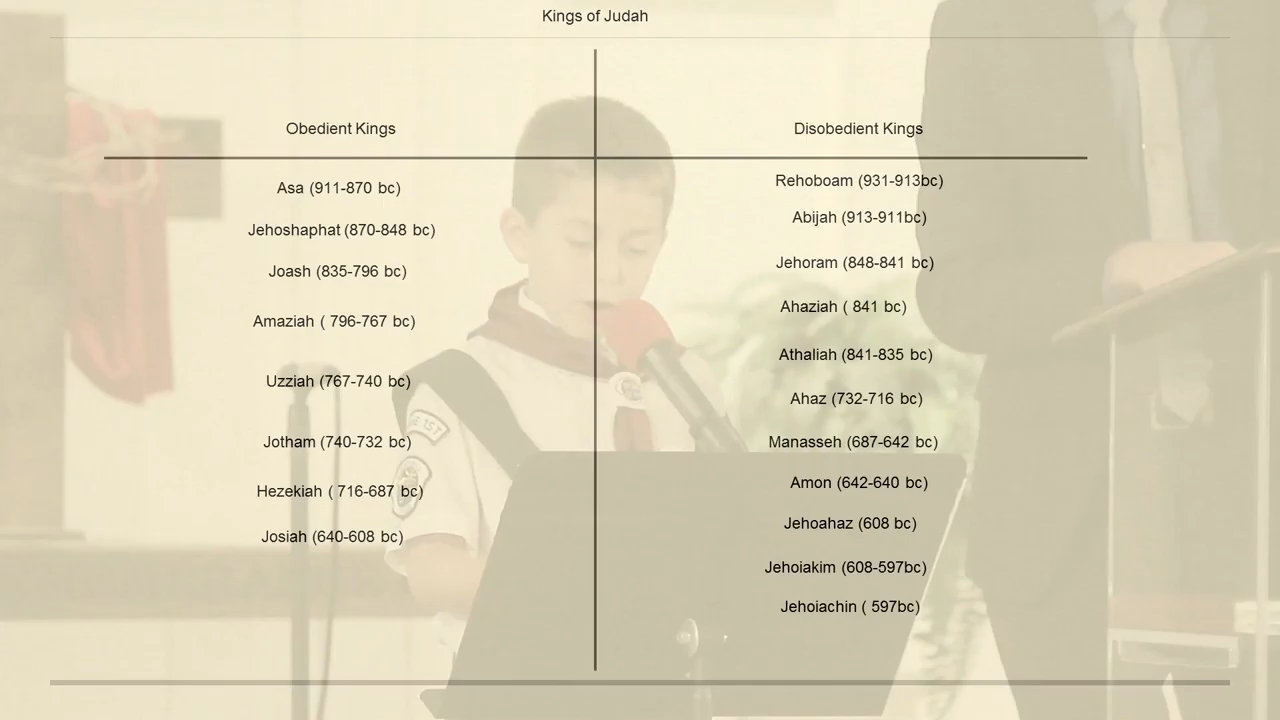 Kings of Judah
Obedient Kings
Asa (911-870 bc)
Jehoshaphat (870-848 bc)
Joash (835-796 bc)
Amaziah ( 796-767 bc)
Uzziah (767-740 bc)
Jotham (740-732 bc)
Hezekiah ( 716-687 bc)
Josiah (640-608 bc)
Disobedient Kings
Rehoboam (931-913bc)
Abijah (913-911bc)
Jehoram (848-841 bc)
Ahaziah ( 841 bc)
Athaliah (841-835 bc)
Ahaz (732-716 bc)
Manasseh (687-642 bc)
Amon (642-640 bc)
Jehoahaz (608 bc)
Jehoiakim (608-597bc)
Jehoiachin ( 597bc)